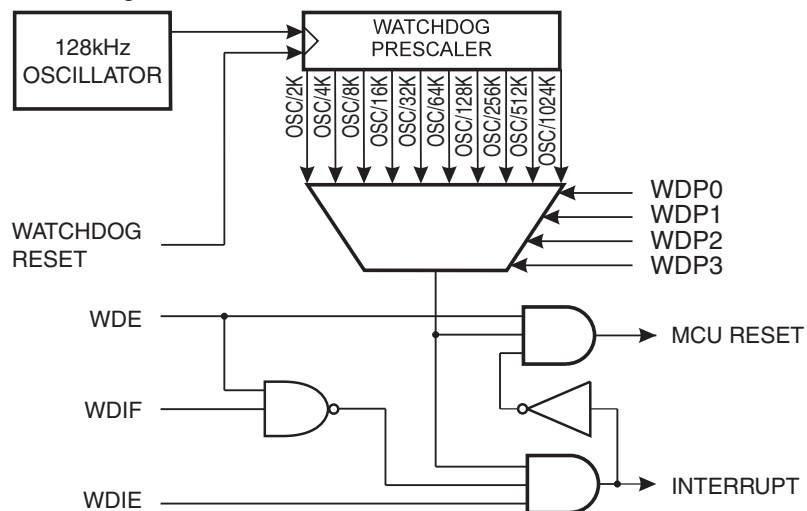 128kHz
OSCILLATOR
WATCHDOG
PRESCALER
OSC/2K
OSC/4K
OSC/8K
OSC/16K
OSC/32K
OSC/64K
OSC/128K
OSC/256K
OSC/512K
OSC/1024K
WDP0
WDP1
WDP2
WDP3
WATCHDOG
RESET
WDE
MCU RESET
WDIF
INTERRUPT
WDIE